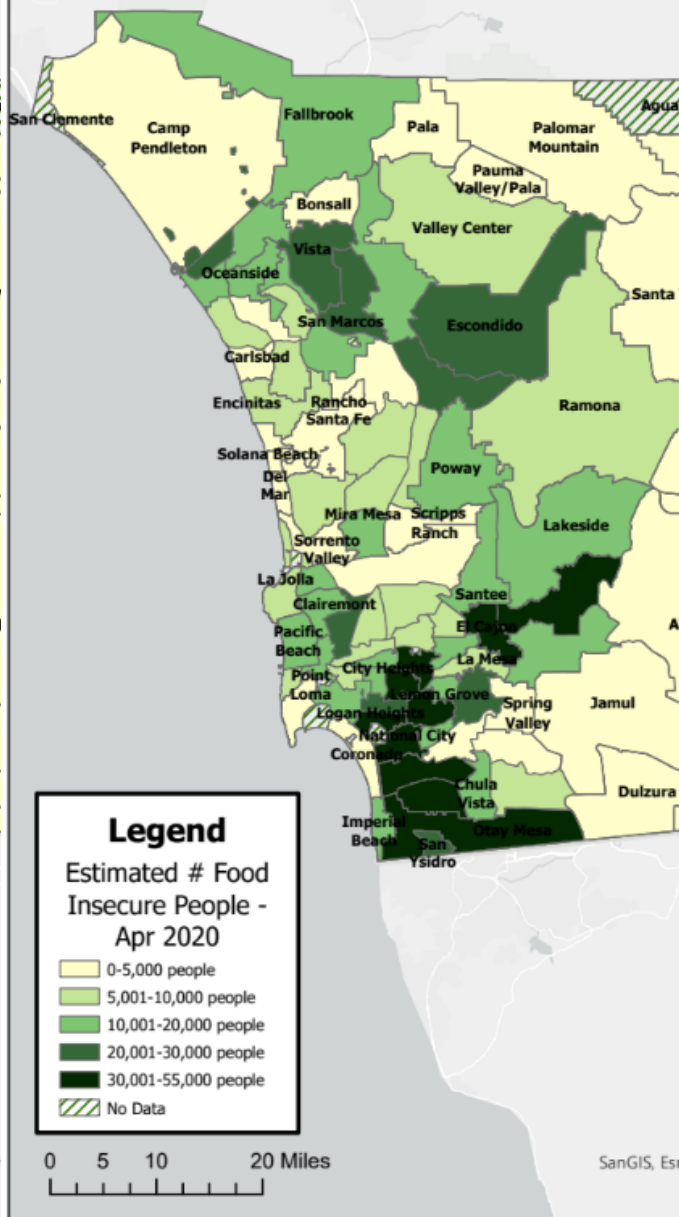 San Clemente
Camp
Pendleton
Fallbrook
Pala
Palomar
Mountain
Agua
Pauma
Valley/Pala
Bonsall
Valley Center
Vista
Oceanside
Santa
San Marcos
Escondido
Carlsbad
Encinitas
Rancho
Santa Fe
Ramona
Solana Beach
Del
Mar
Poway
Mira Mesa
Scripps
Ranch
Lakeside
Sorrento
Valley
La Jolla
Clairemont
Santee
Pacific
Beach
El Cajon
A
La Mesa
City Heights
Point
Loma
Lemon Grove
Spring
Valley
Jamul
Logan Heights
National City
Coronado
Chula
Vista
Dulzura
Imperial
Beach
Otay Mesa
San
Ysidro
Legend
Estimated # Food
Insecure People -
Apr 2020
0-5,000 people
5,001-10,000 people
10,001-20,000 people
20,001-30,000 people
30,001-55,000 people
No Data
0 5 10 20 Miles
SanGIS, Esr